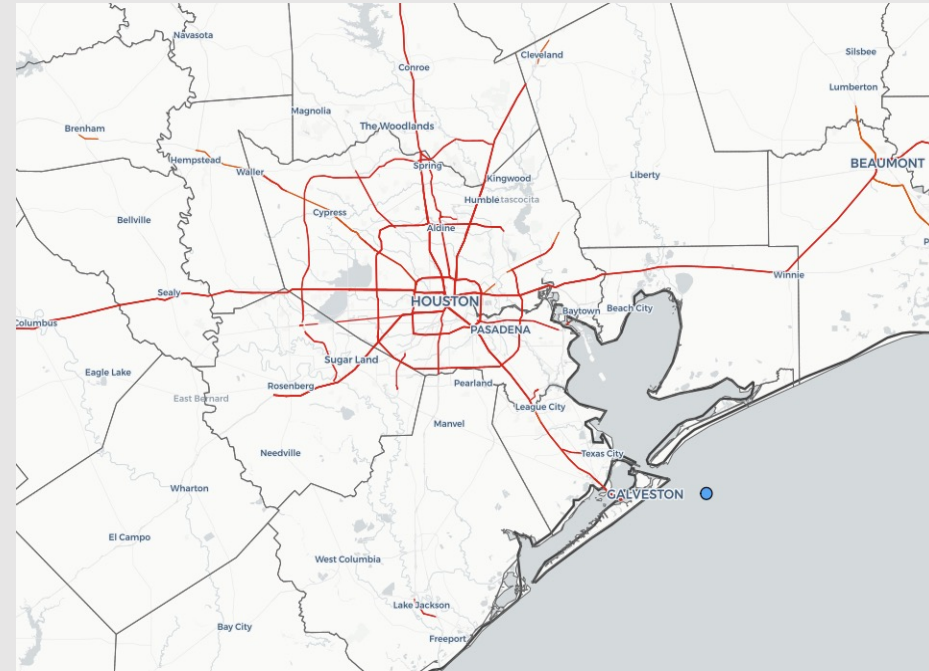 Navasota
Cleveland
Silsbee
Conroe
Lumberton
Magnolia
Brenham
The Woodlands
Hempstead
Spring
BEAUMONT
Waller
Kingwood
Liberty
Humble
tascocita
Cypress
Bellville
Aldine
Winnie
Sealy
HOUSTON
Baytown
Beach City
Columbus
PASADENA
Sugar Land
Eagle Lake
Rosenberg
Pearland
East Bernard
League City
Manvel
Needville
Texas City
Wharton
GALVESTON
El Campo
West Columbia
Lake Jackson
Bay City
Freeport